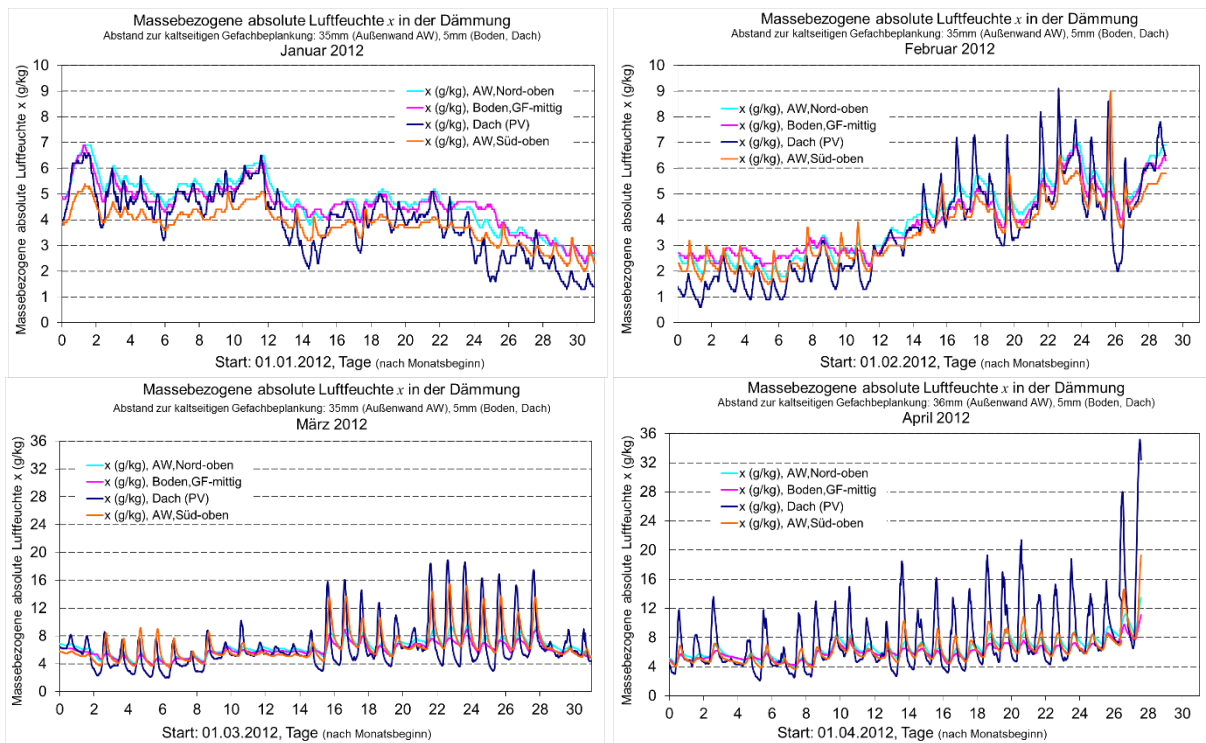 Massebezogene absolute Luftfeuchte x in der Dämmung
Abstand zur kaltseitigen Gefachbeplankung: 35mm (Außenwand AW), 5mm (Boden, Dach)
Januar 2012
Massebezogene absolute Luftfeuchte x (g/kg)
10
9
8
7
6
5
4
3
2
1
0
x (g/kg), AW,Nord-oben
x (g/kg), Boden,GF-mittig
x (g/kg), Dach (PV)
x (g/kg), AW,Süd-oben
0 2 4 6 8 10 12 14 16 18 20 22 24 26 28 30
Start: 01.01.2012, Tage (nach Monatsbeginn)
Massebezogene absolute Luftfeuchte x in der Dämmung
Abstand zur kaltseitigen Gefachbeplankung: 35mm (Außenwand AW), 5mm (Boden, Dach)
Februar 2012
Massebezogene absolute Luftfeuchte x (g/kg)
10
9
8
7
6
5
4
3
2
1
0
x (g/kg), AW,Nord-oben
x (g/kg), Boden,GF-mittig
x (g/kg), Dach (PV)
x (g/kg), AW,Süd-oben
0 2 4 6 8 10 12 14 16 18 20 22 24 26 28 30
Start: 01.02.2012, Tage (nach Monatsbeginn)
Massebezogene absolute Luftfeuchte x in der Dämmung
Abstand zur kaltseitigen Gefachbeplankung: 35mm (Außenwand AW), 5mm (Boden, Dach)
März 2012
Massebezogene absolute Luftfeuchte x (g/kg)
36
32
28
24
20
16
12
8
4
0
x (g/kg), AW,Nord-oben
x (g/kg), Boden,GF-mittig
x (g/kg), Dach (PV)
x (g/kg), AW,Süd-oben
0 2 4 6 8 10 12 14 16 18 20 22 24 26 28 30
Start: 01.03.2012, Tage (nach Monatsbeginn)
Massebezogene absolute Luftfeuchte x in der Dämmung
Abstand zur kaltseitigen Gefachbeplankung: 36mm (Außenwand AW), 5mm (Boden, Dach)
April 2012
Massebezogene absolute Luftfeuchte x (g/kg)
36
32
28
24
20
16
12
8
4
0
x (g/kg), AW,Nord-oben
x (g/kg), Boden,GF-mittig
x (g/kg), Dach (PV)
x (g/kg), AW,Süd-oben
0 2 4 6 8 10 12 14 16 18 20 22 24 26 28 30
Start: 01.04.2012, Tage (nach Monatsbeginn)